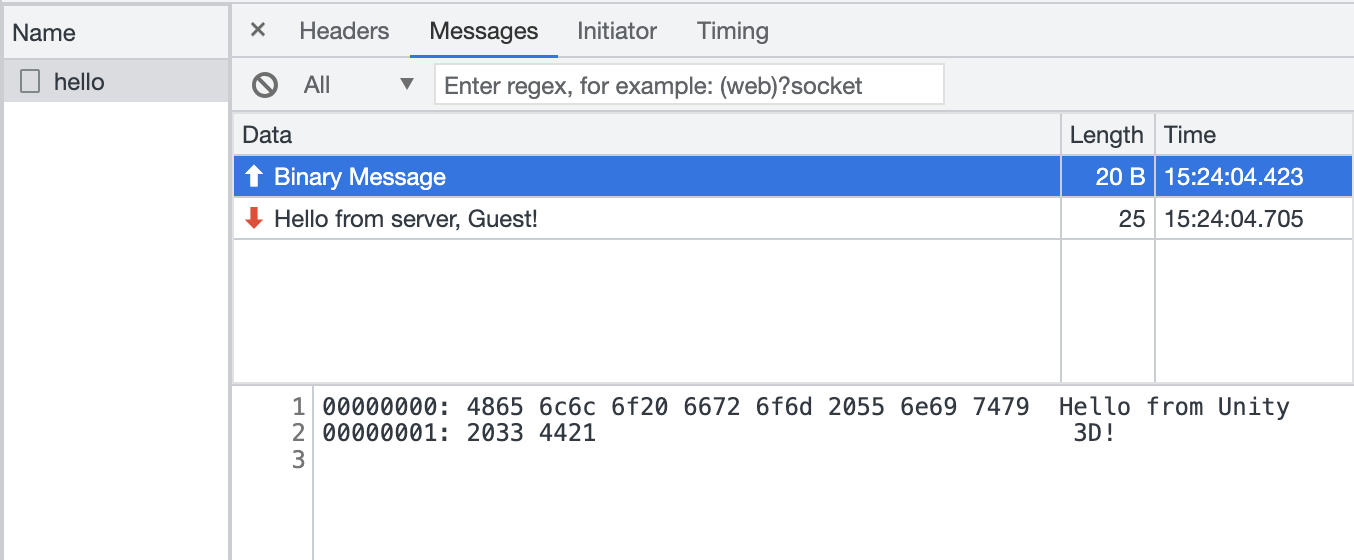 Name
hello
× Headers Messages Initiator Timing
All ▼ Enter regex, for example: (web)?socket
Data Length Time
Binary Message 20 B 15:24:04.423
Hello from server, Guest! 25 15:24:04.705
1 00000000: 4865 6c6c 6f20 6672 6f6d 2055 6e69 7479 Hello from Unity
2 00000001: 2033 4421 3D!
3